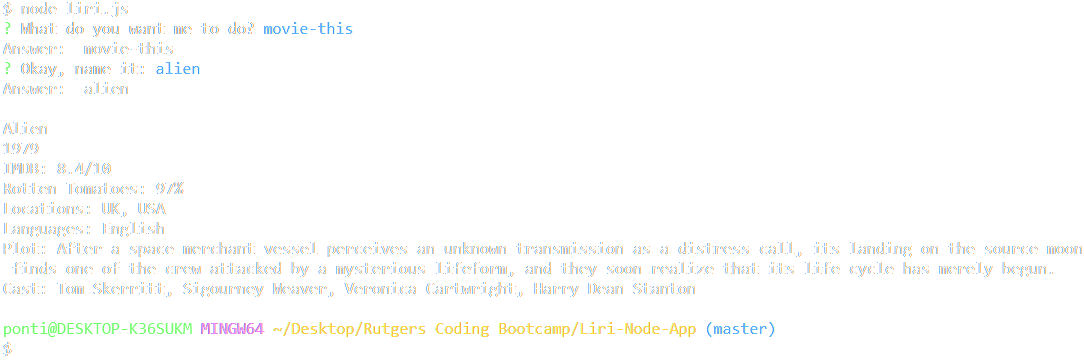 $ node liri.js
? What do you want me to do? movie-this
Answer:  movie-this
? Okay, name it: alien
Answer:  alien
Alien
1979
IMDB: 8.4/10
Rotten Tomatoes: 97%
Locations: UK, USA
Languages: English
Plot: After a space merchant vessel perceives an unknown transmission as a distress call, its landing on the source moon
finds one of the crew attacked by a mysterious lifeform, and they soon realize that its life cycle has merely begun.
Cast: Tom Skerritt, Sigourney Weaver, Veronica Cartwright, Harry Dean Stanton
ponti@DESKTOP-K36SUKM MINGW64 ~/Desktop/Rutgers Coding Bootcamp/Liri-Node-App (master)
$